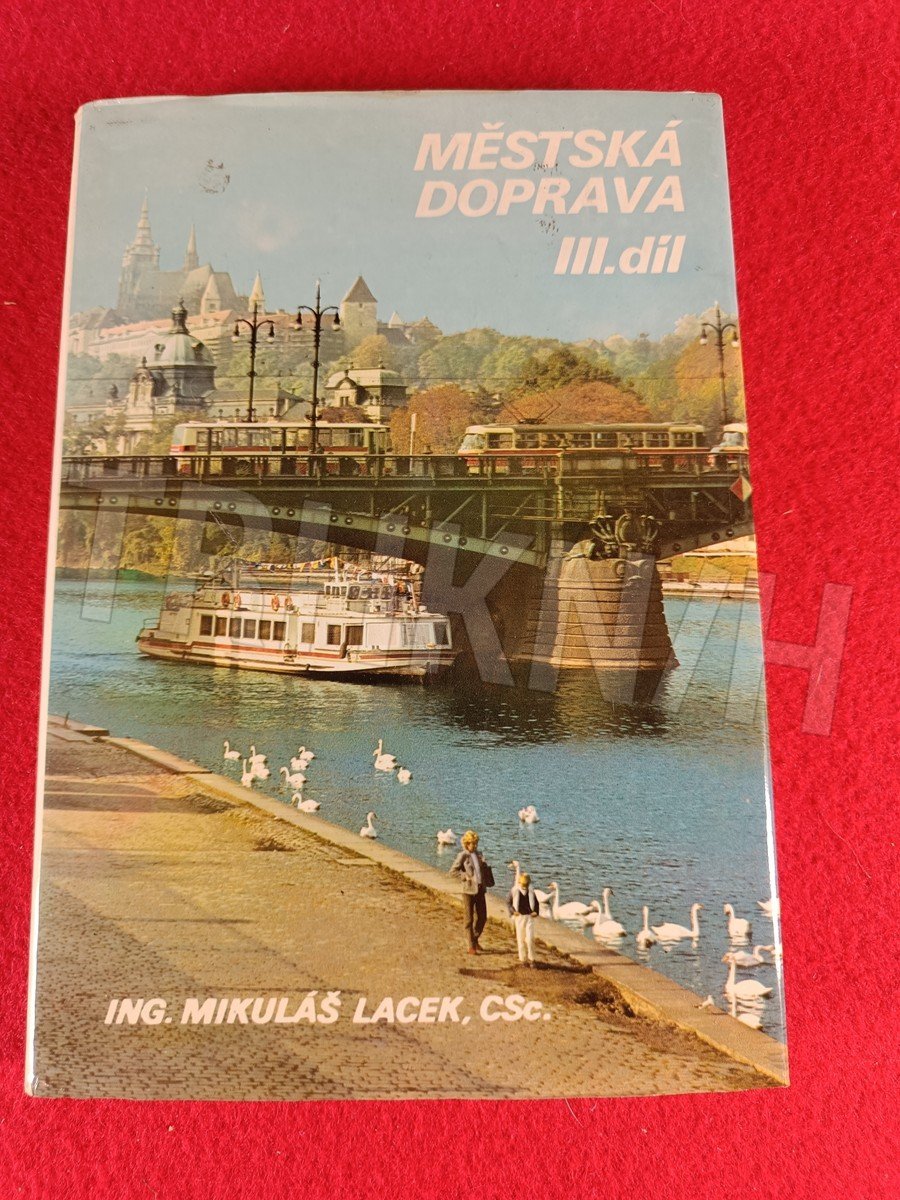 MĚSTSKÁ
DOPRAVA
III.díl
ING. MIKULÁŠ LACEK, CSc.